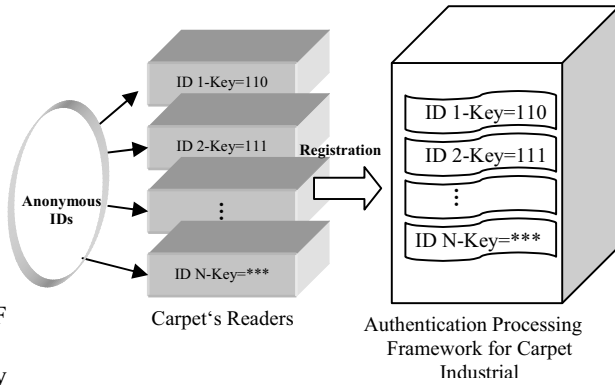 ID 1-Key=110
ID 2-Key=111
⋮
ID N-Key=***
Anonymous
IDs
Carpet‘s Readers
Registration
ID 1-Key=110
ID 2-Key=111
⋮
ID N-Key=***
Authentication Processing
Framework for Carpet
Industrial
F
y